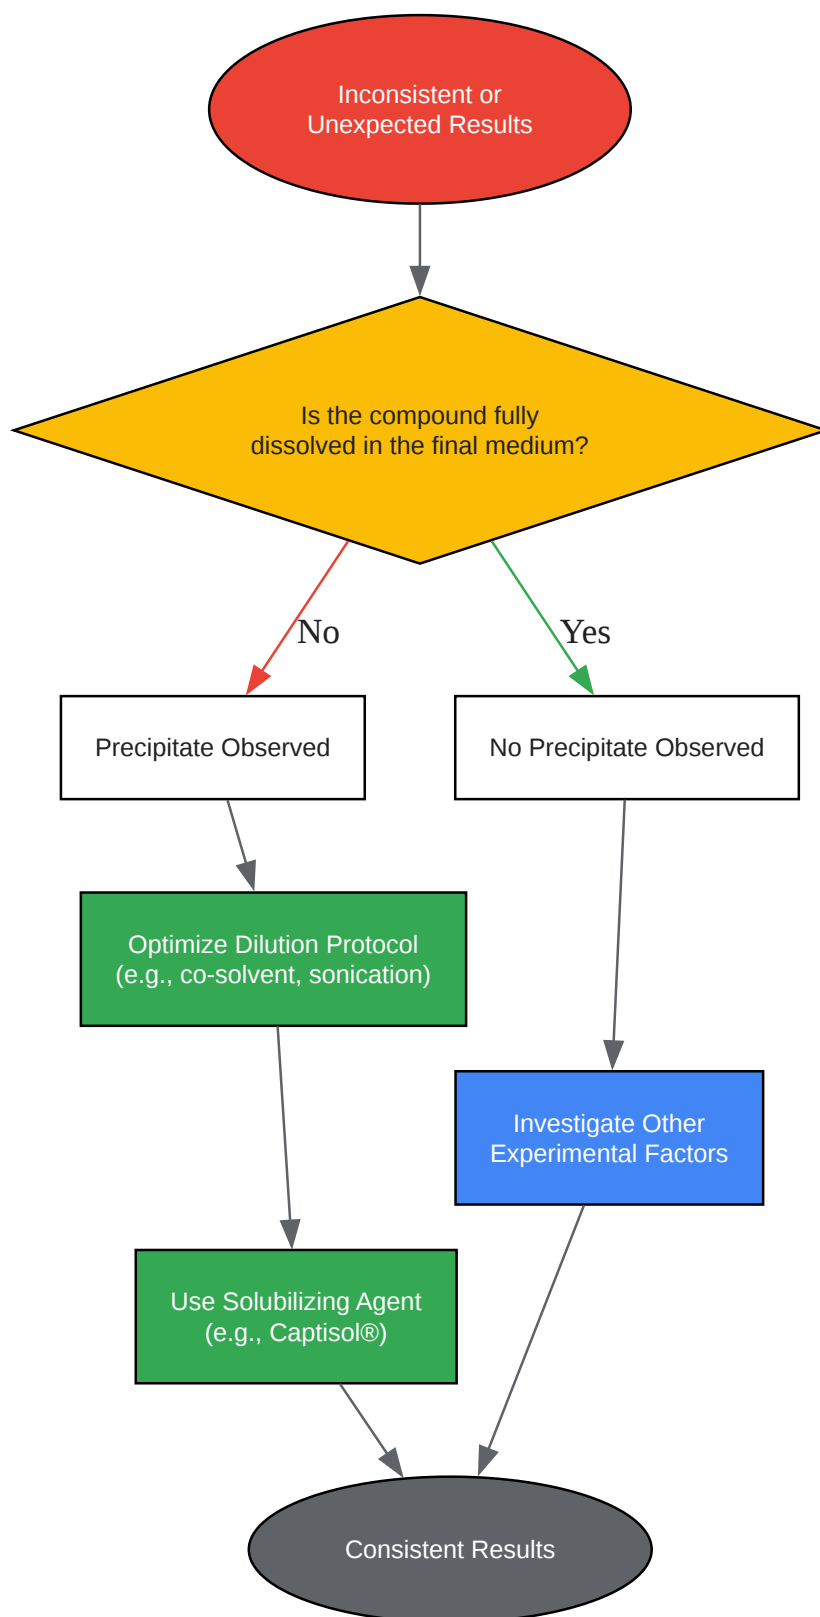 Inconsistent or
Unexpected Results
Is the compound fully
dissolved in the final medium?
No
Yes
Precipitate Observed
No Precipitate Observed
Optimize Dilution Protocol
(e.g., co-solvent, sonication)
Investigate Other
Experimental Factors
Use Solubilizing Agent
(e.g., Captisol®)
Consistent Results